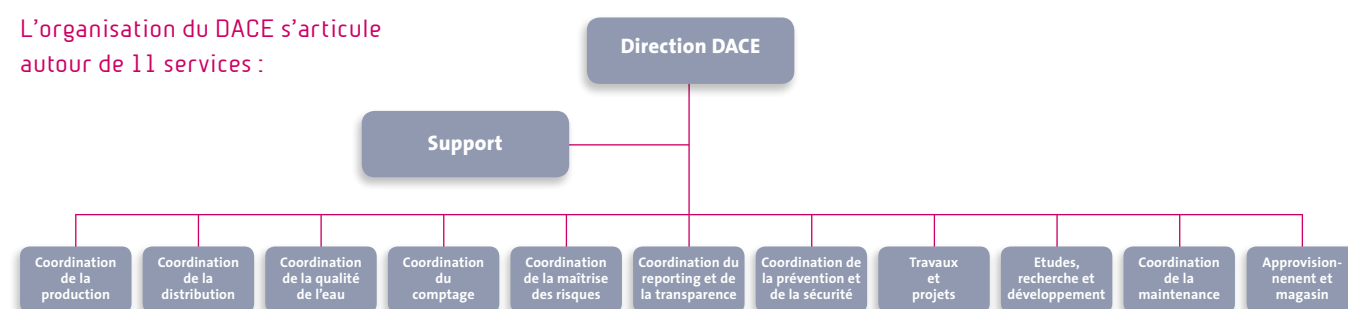 L'organisation du DACE s'articule
autour de 11 services :
Direction DACE
Support
Coordination
de la
production
Coordination
de la
distribution
Coordination
de la qualité
de l'eau
Coordination
du
comptage
Coordination
de la maîtrise
des risques
Coordination du
reporting et de
la transparence
Coordination de
la prévention et
de la sécurité
Travaux
et
projets
Etudes,
recherche et
développement
Coordination
de la
maintenance
Approvision-
nenent et
magasin